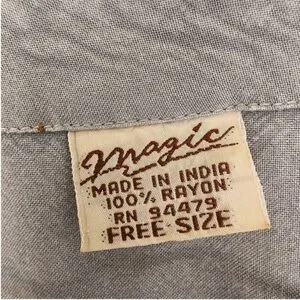 magic
MADE IN INDIA
100% RAYON
RN 94479
FREE SIZE